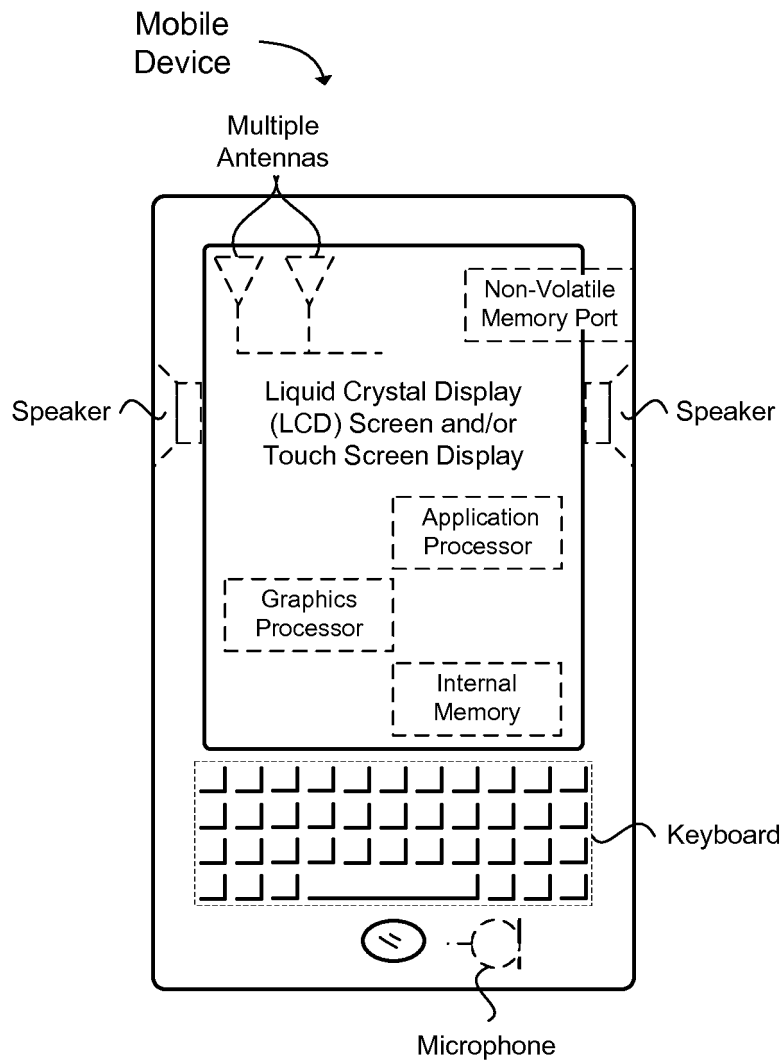 Mobile
Device
Multiple
Antennas
Non-Volatile
Memory Port
Speaker
Liquid Crystal Display
(LCD) Screen and/or
Touch Screen Display
Speaker
Application
Processor
Graphics
Processor
Internal
Memory
Keyboard
Microphone